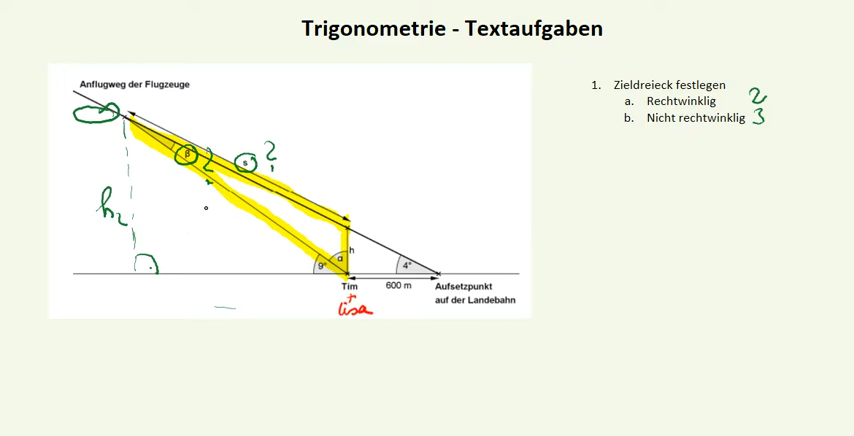 Trigonometrie - Textaufgaben
Anflugweg der Flugzeuge
1. Zieldreieck festlegen
a. Rechtwinklig 2
b. Nicht rechtwinklig 3
β ?
s ?
h2
9° α h
4°
Tim 600 m Aufsetzpunkt
auf der Landebahn
+
Lisa